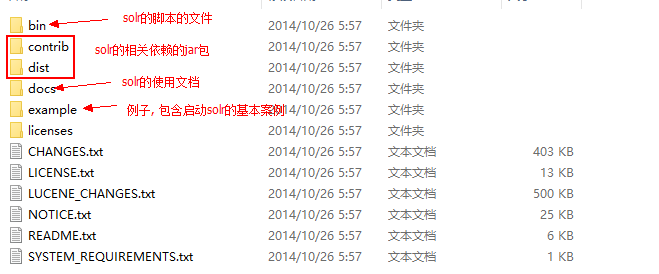 bin solr的脚本的文件 2014/10/26 5:57 文件夹
contrib 2014/10/26 5:57 文件夹
solr的相关依赖的jar包
dist 2014/10/26 5:57 文件夹
docs solr的使用文档 2014/10/26 5:57 文件夹
example 例子, 包含启动solr的基本案例 2014/10/26 5:57 文件夹
licenses 2014/10/26 5:57 文件夹
CHANGES.txt 2014/10/26 5:57 文本文档 403 KB
LICENSE.txt 2014/10/26 5:57 文本文档 13 KB
LUCENE_CHANGES.txt 2014/10/26 5:57 文本文档 500 KB
NOTICE.txt 2014/10/26 5:57 文本文档 25 KB
README.txt 2014/10/26 5:57 文本文档 6 KB
SYSTEM_REQUIREMENTS.txt 2014/10/26 5:57 文本文档 1 KB